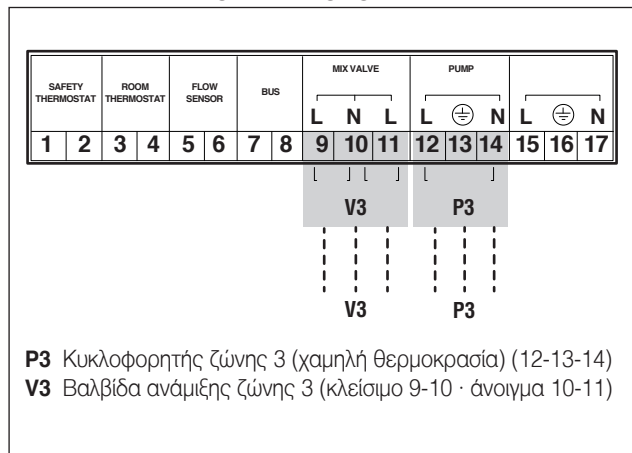 SAFETY THERMOSTAT
ROOM THERMOSTAT
FLOW SENSOR
BUS
MIX VALVE
PUMP
L N L L N L N
1 2 3 4 5 6 7 8 9 10 11 12 13 14 15 16 17
V3 P3
V3 P3
P3 Κυκλοφορητής ζώνης 3 (χαμηλή θερμοκρασία) (12-13-14)
V3 Βαλβίδα ανάμιξης ζώνης 3 (κλείσιμο 9-10 · άνοιγμα 10-11)